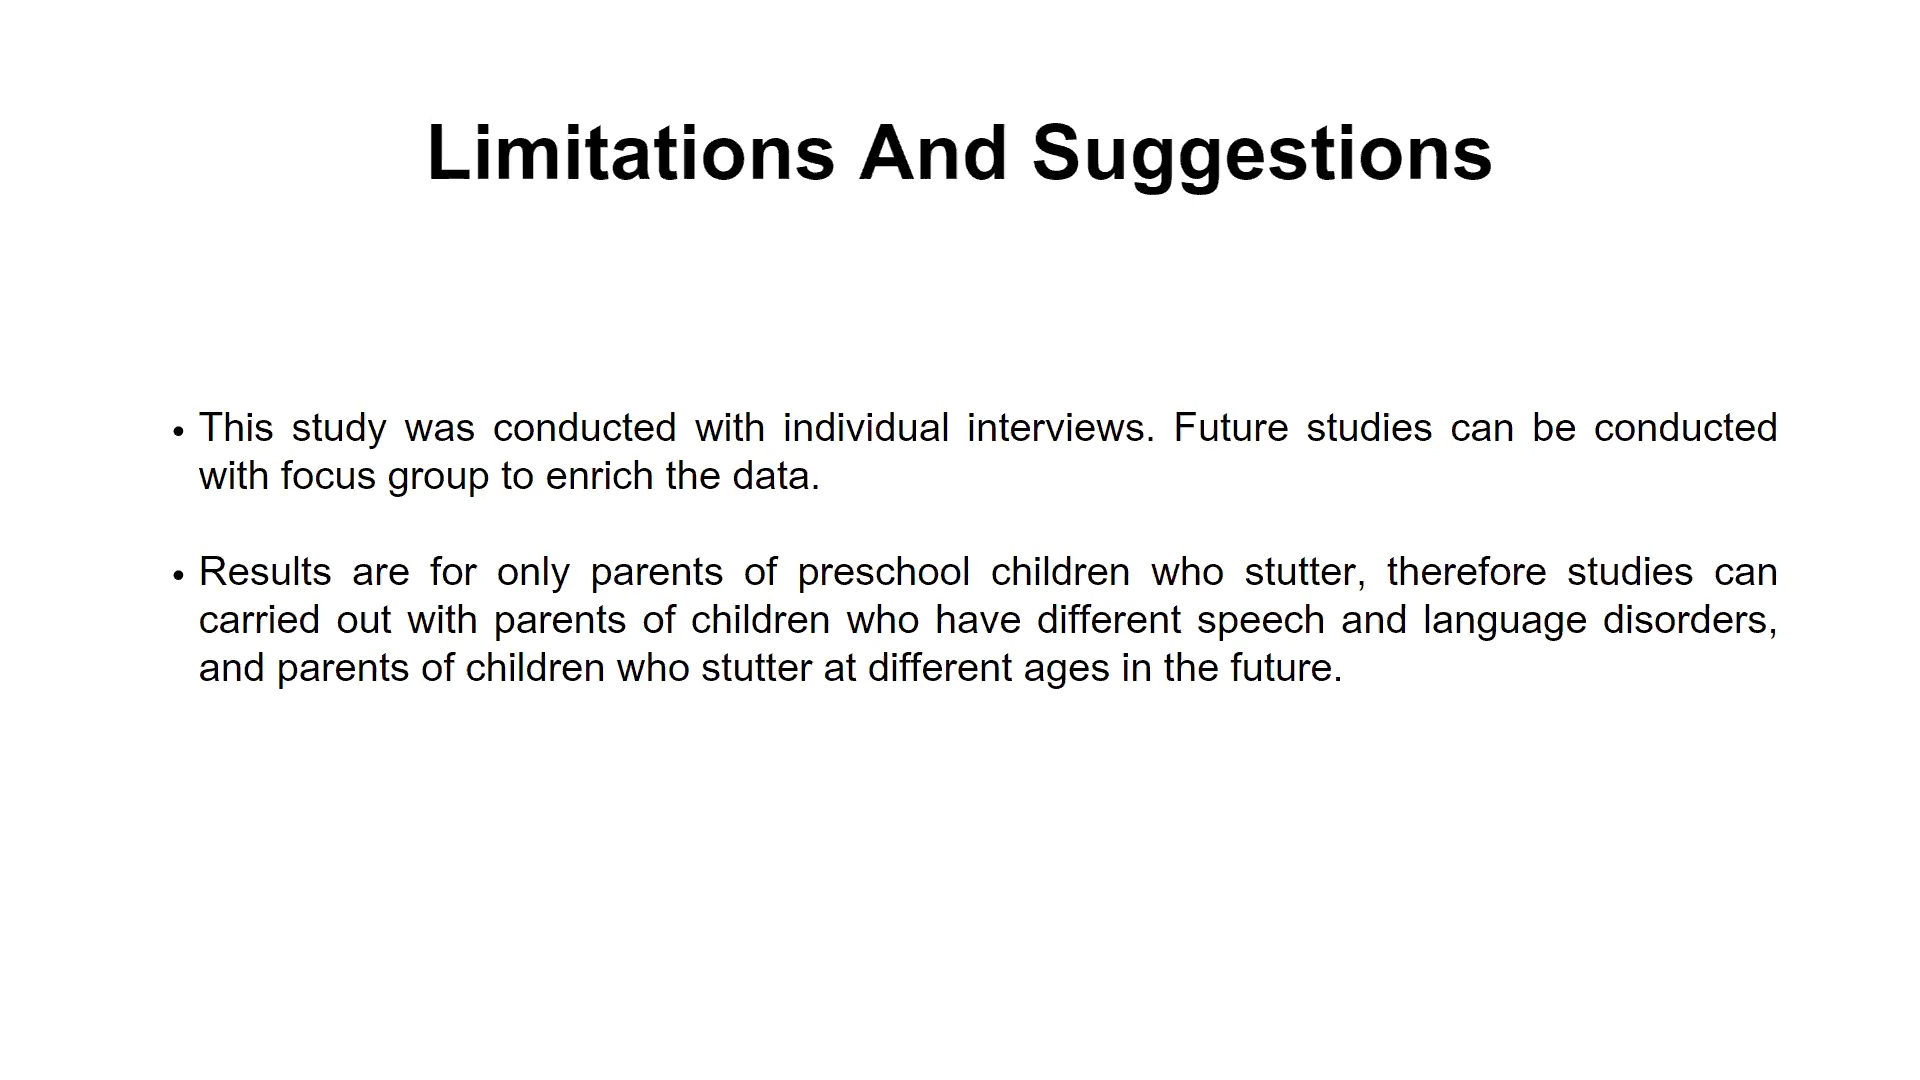 Limitations And Suggestions
• This study was conducted with individual interviews. Future studies can be conducted
with focus group to enrich the data.
• Results are for only parents of preschool children who stutter, therefore studies can
carried out with parents of children who have different speech and language disorders,
and parents of children who stutter at different ages in the future.